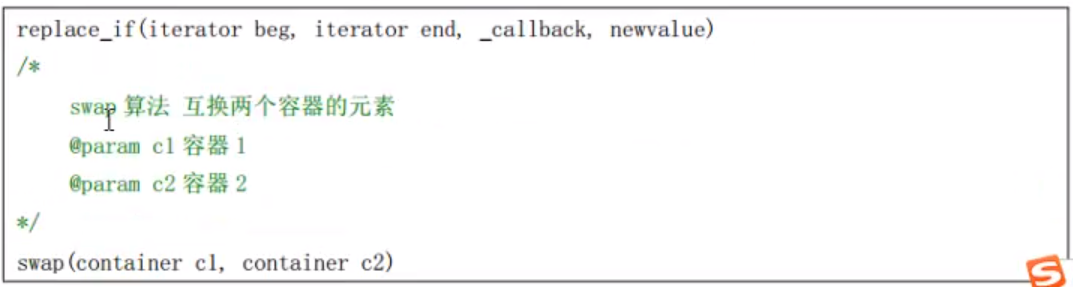 replace_if(iterator beg, iterator end, _callback, newvalue)
/*
swap 算法 互换两个容器的元素
@param c1 容器 1
@param c2 容器 2
*/
swap(container c1, container c2)